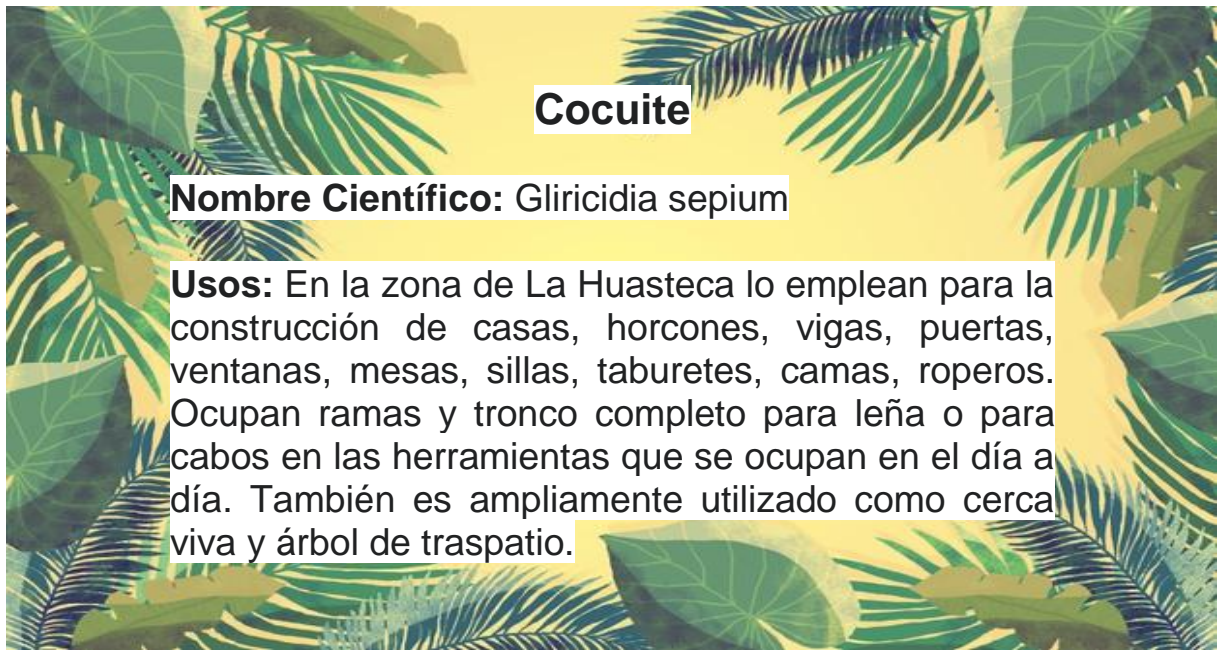 Cocuite
Nombre Científico: Gliricidia sepium
Usos: En la zona de La Huasteca lo emplean para la
construcción de casas, horcones, vigas, puertas,
ventanas, mesas, sillas, taburetes, camas, roperos.
Ocupan ramas y tronco completo para leña o para
cabos en las herramientas que se ocupan en el día a
día. También es ampliamente utilizado como cerca
viva y árbol de traspatio.